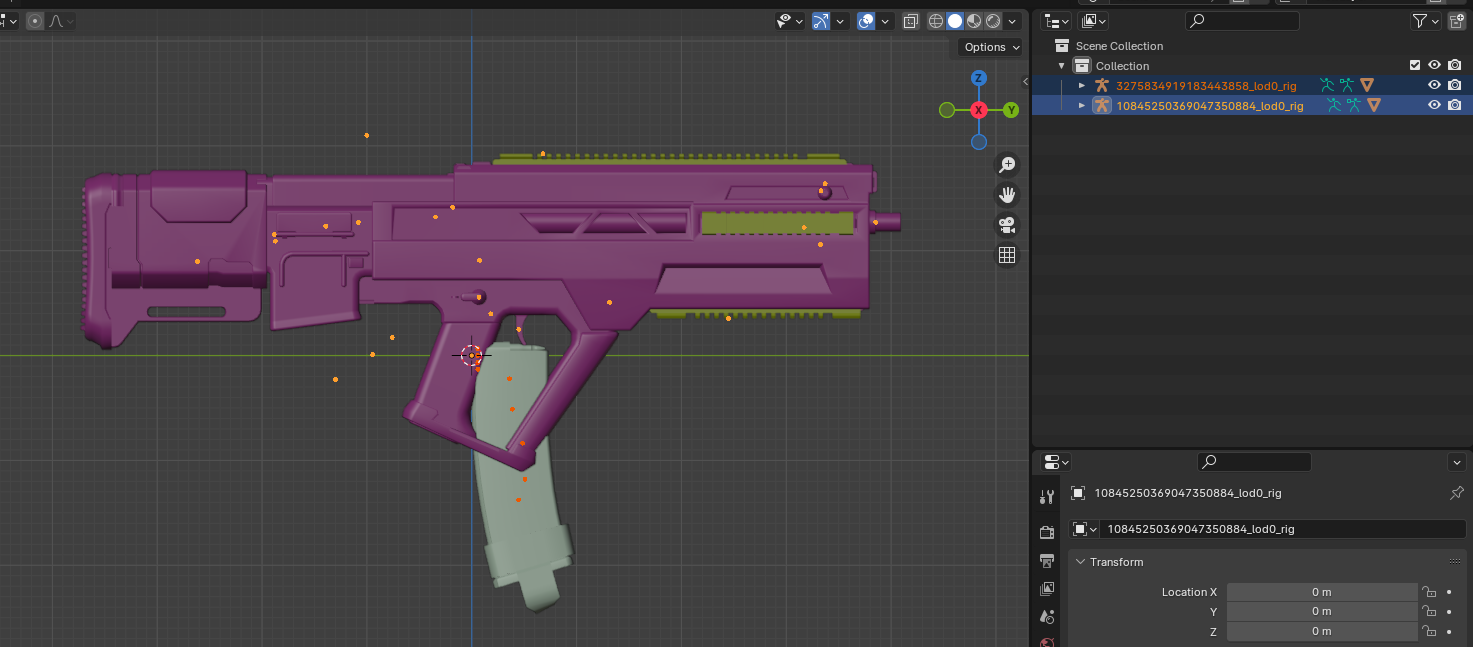 Options
Z
X
Y
Scene Collection
Collection
3275834919183443858_lod0_rig
10845250369047350884_lod0_rig
10845250369047350884_lod0_rig
10845250369047350884_lod0_rig
Transform
Location X 0 m
Y 0 m
Z 0 m